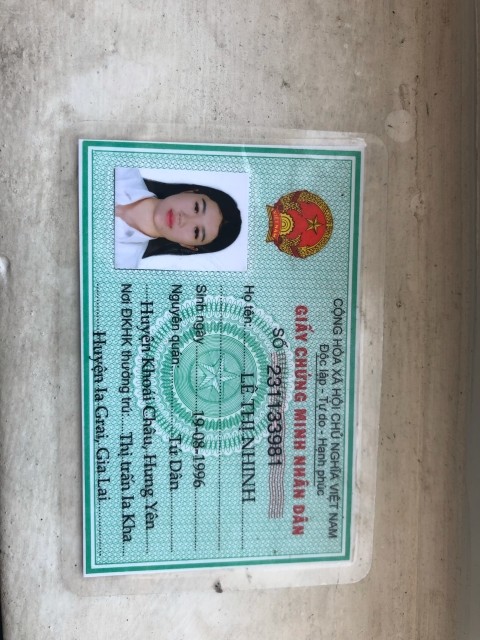 CỘNG HÒA XÃ HỘI CHỦ NGHĨA VIỆT NAM
Độc lập - Tự do - Hạnh phúc
GIẤY CHỨNG MINH NHÂN DÂN
SỐ 231133981
Họ tên: LÊ THỊ NHINH
Sinh ngày 19-08-1996
Nguyên quán Tứ Dân
Huyện Khoái Châu, Hưng Yên
Nơi ĐKHK thường trú: Thị trấn Ia Kha
Huyện Ia Grai, Gia Lai